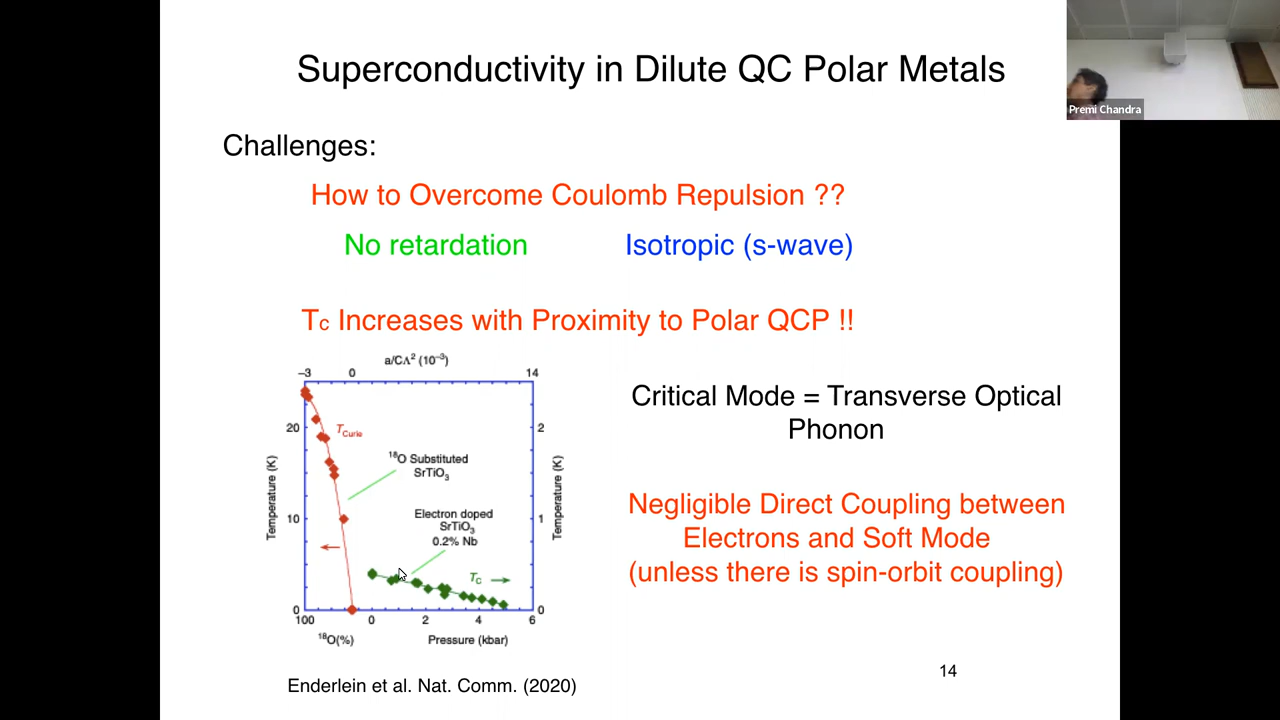 Superconductivity in Dilute QC Polar Metals
Premi Chandra
Challenges:
How to Overcome Coulomb Repulsion ??
No retardation
Isotropic (s-wave)
Tc Increases with Proximity to Polar QCP !!
a/CΛ² (10⁻³)
–3 0 14
20
10
0
Temperature (K)
TCurie
¹⁸O Substituted
SrTiO₃
Electron doped
SrTiO₃
0.2% Nb
TC
2
1
0
Temperature (K)
100 0 2 4 6
¹⁸O(%) Pressure (kbar)
Critical Mode = Transverse Optical
Phonon
Negligible Direct Coupling between
Electrons and Soft Mode
(unless there is spin-orbit coupling)
Enderlein et al. Nat. Comm. (2020)
14